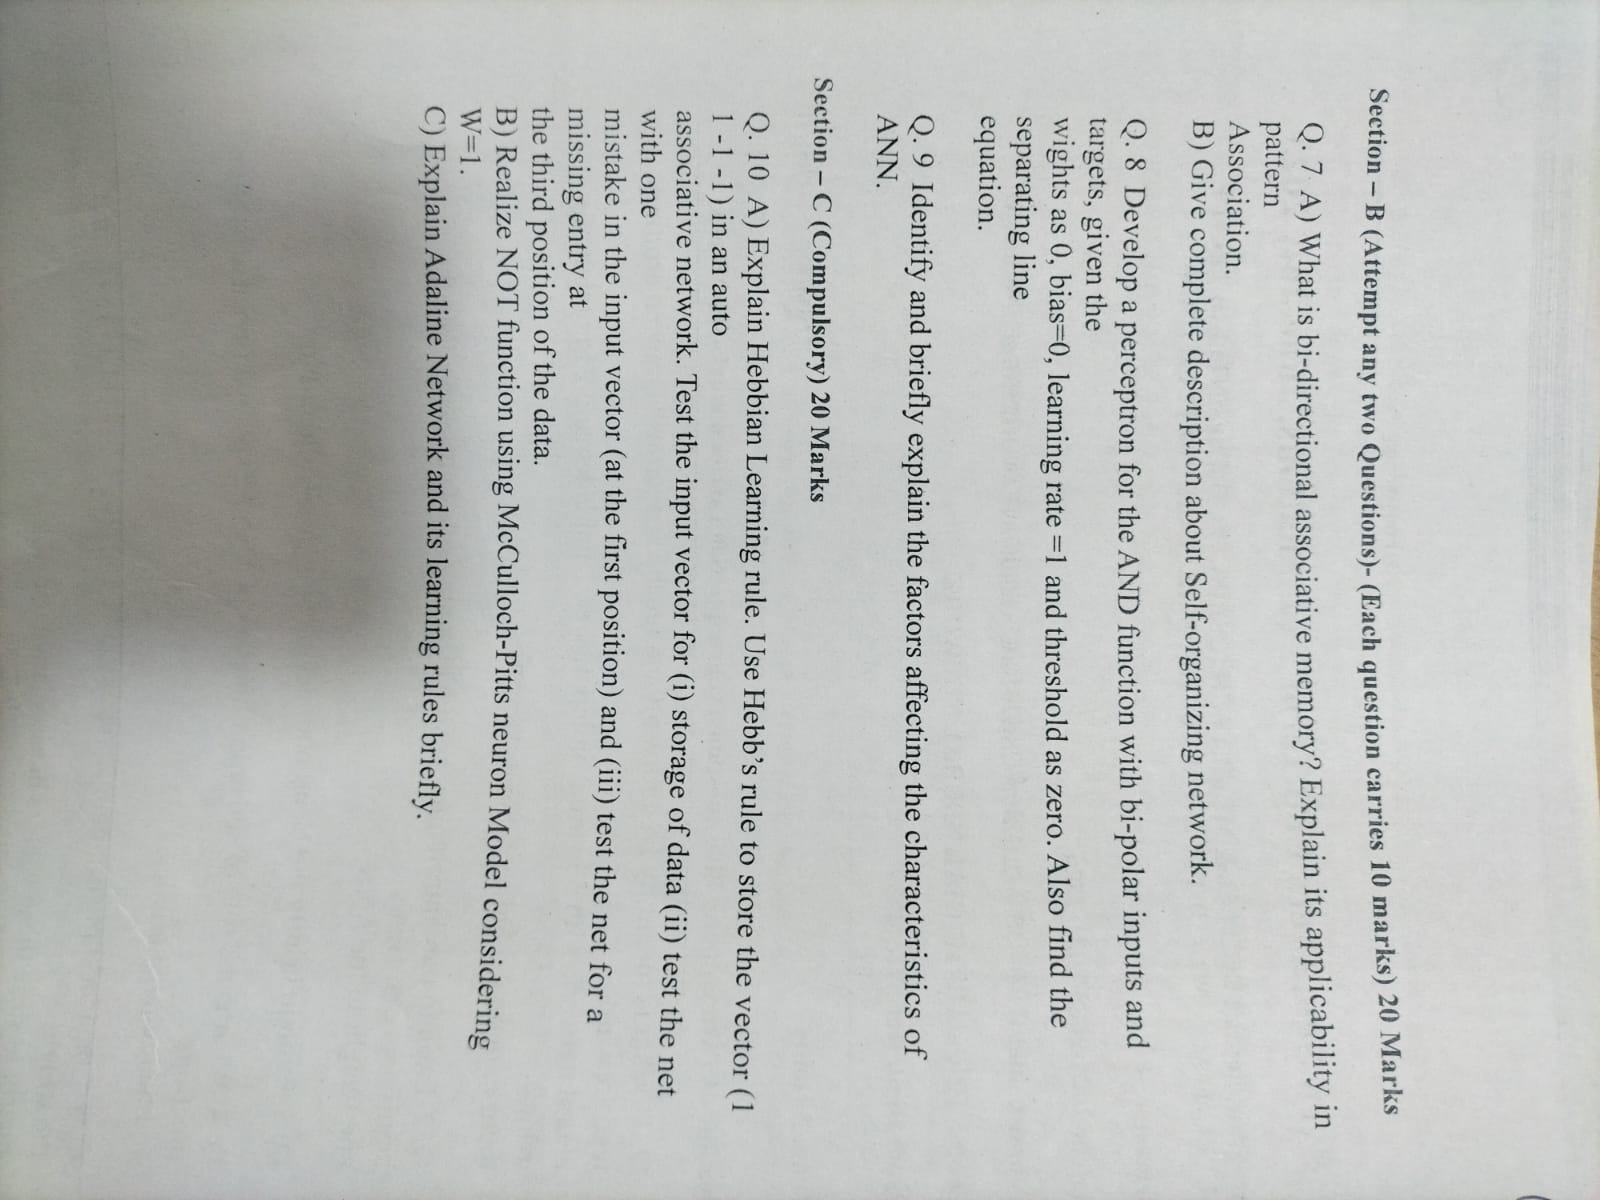 Section – B (Attempt any two Questions)- (Each question carries 10 marks) 20 Marks
Q. 7 A) What is bi-directional associative memory? Explain its applicability in
pattern
Association.
B) Give complete description about Self-organizing network.
Q. 8 Develop a perceptron for the AND function with bi-polar inputs and
targets, given the
wights as 0, bias=0, learning rate =1 and threshold as zero. Also find the
separating line
equation.
Q. 9 Identify and briefly explain the factors affecting the characteristics of
ANN.
Section – C (Compulsory) 20 Marks
Q. 10 A) Explain Hebbian Learning rule. Use Hebb’s rule to store the vector (1
1 -1 -1) in an auto
associative network. Test the input vector for (i) storage of data (ii) test the net
with one
mistake in the input vector (at the first position) and (iii) test the net for a
missing entry at
the third position of the data.
B) Realize NOT function using McCulloch-Pitts neuron Model considering
W=1.
C) Explain Adaline Network and its learning rules briefly.